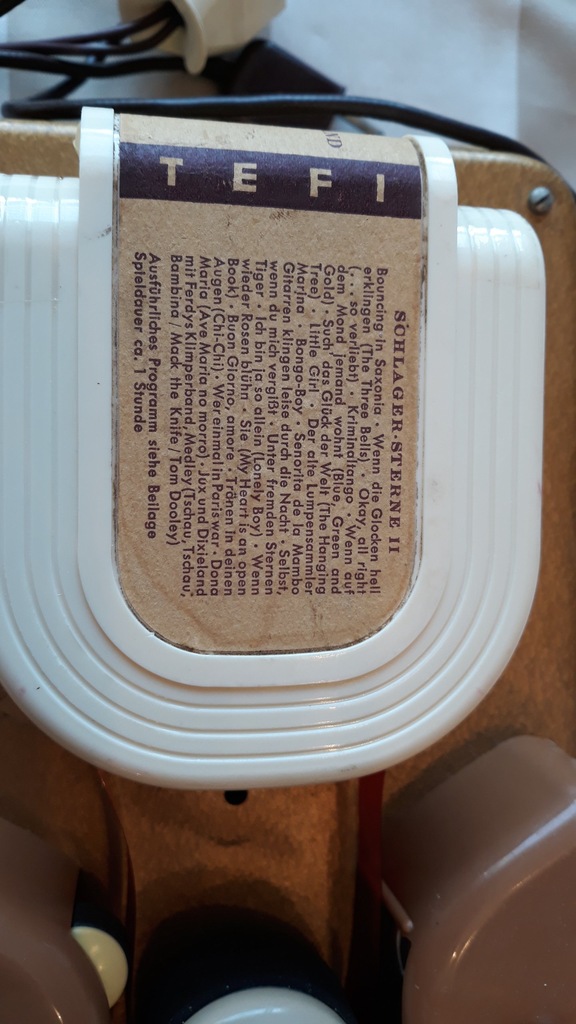 ND
TEFI
SCHLAGER-STERNE II
Bouncing in Saxonia · Wenn die Glocken hell
erklingen (The Three Bells) · Okay, all right
(... so verliebt) · Kriminaltango · Wenn auf
dem Mond jemand wohnt (Blue, Green and
Gold) · Such' das Glück der Welt (The Hanging
Tree) · Little Girl · Der alte Lumpensammler
Marina · Bongo-Boy · Senorita de la Mambo
Gitarren klingen leise durch die Nacht · Selbst,
wenn du mich vergißt · Unter fremden Sternen
Tiger · Ich bin ja so allein (Lonely Boy) · Wenn
wieder Rosen blühn · Sie (My Heart is an open
Book) · Buon Giorno, amore · Tränen in deinen
Augen (Chi-Chi) · Wer einmal in Paris war · Dona
Maria (Ave Maria no morro) · Jux und Dixieland
mit Ferdys Klimperband, Medley (Tschau, Tschau,
Bambina / Mack the Knife / Tom Dooley)
Ausführliches Programm siehe Beilage
Spieldauer ca. 1 Stunde